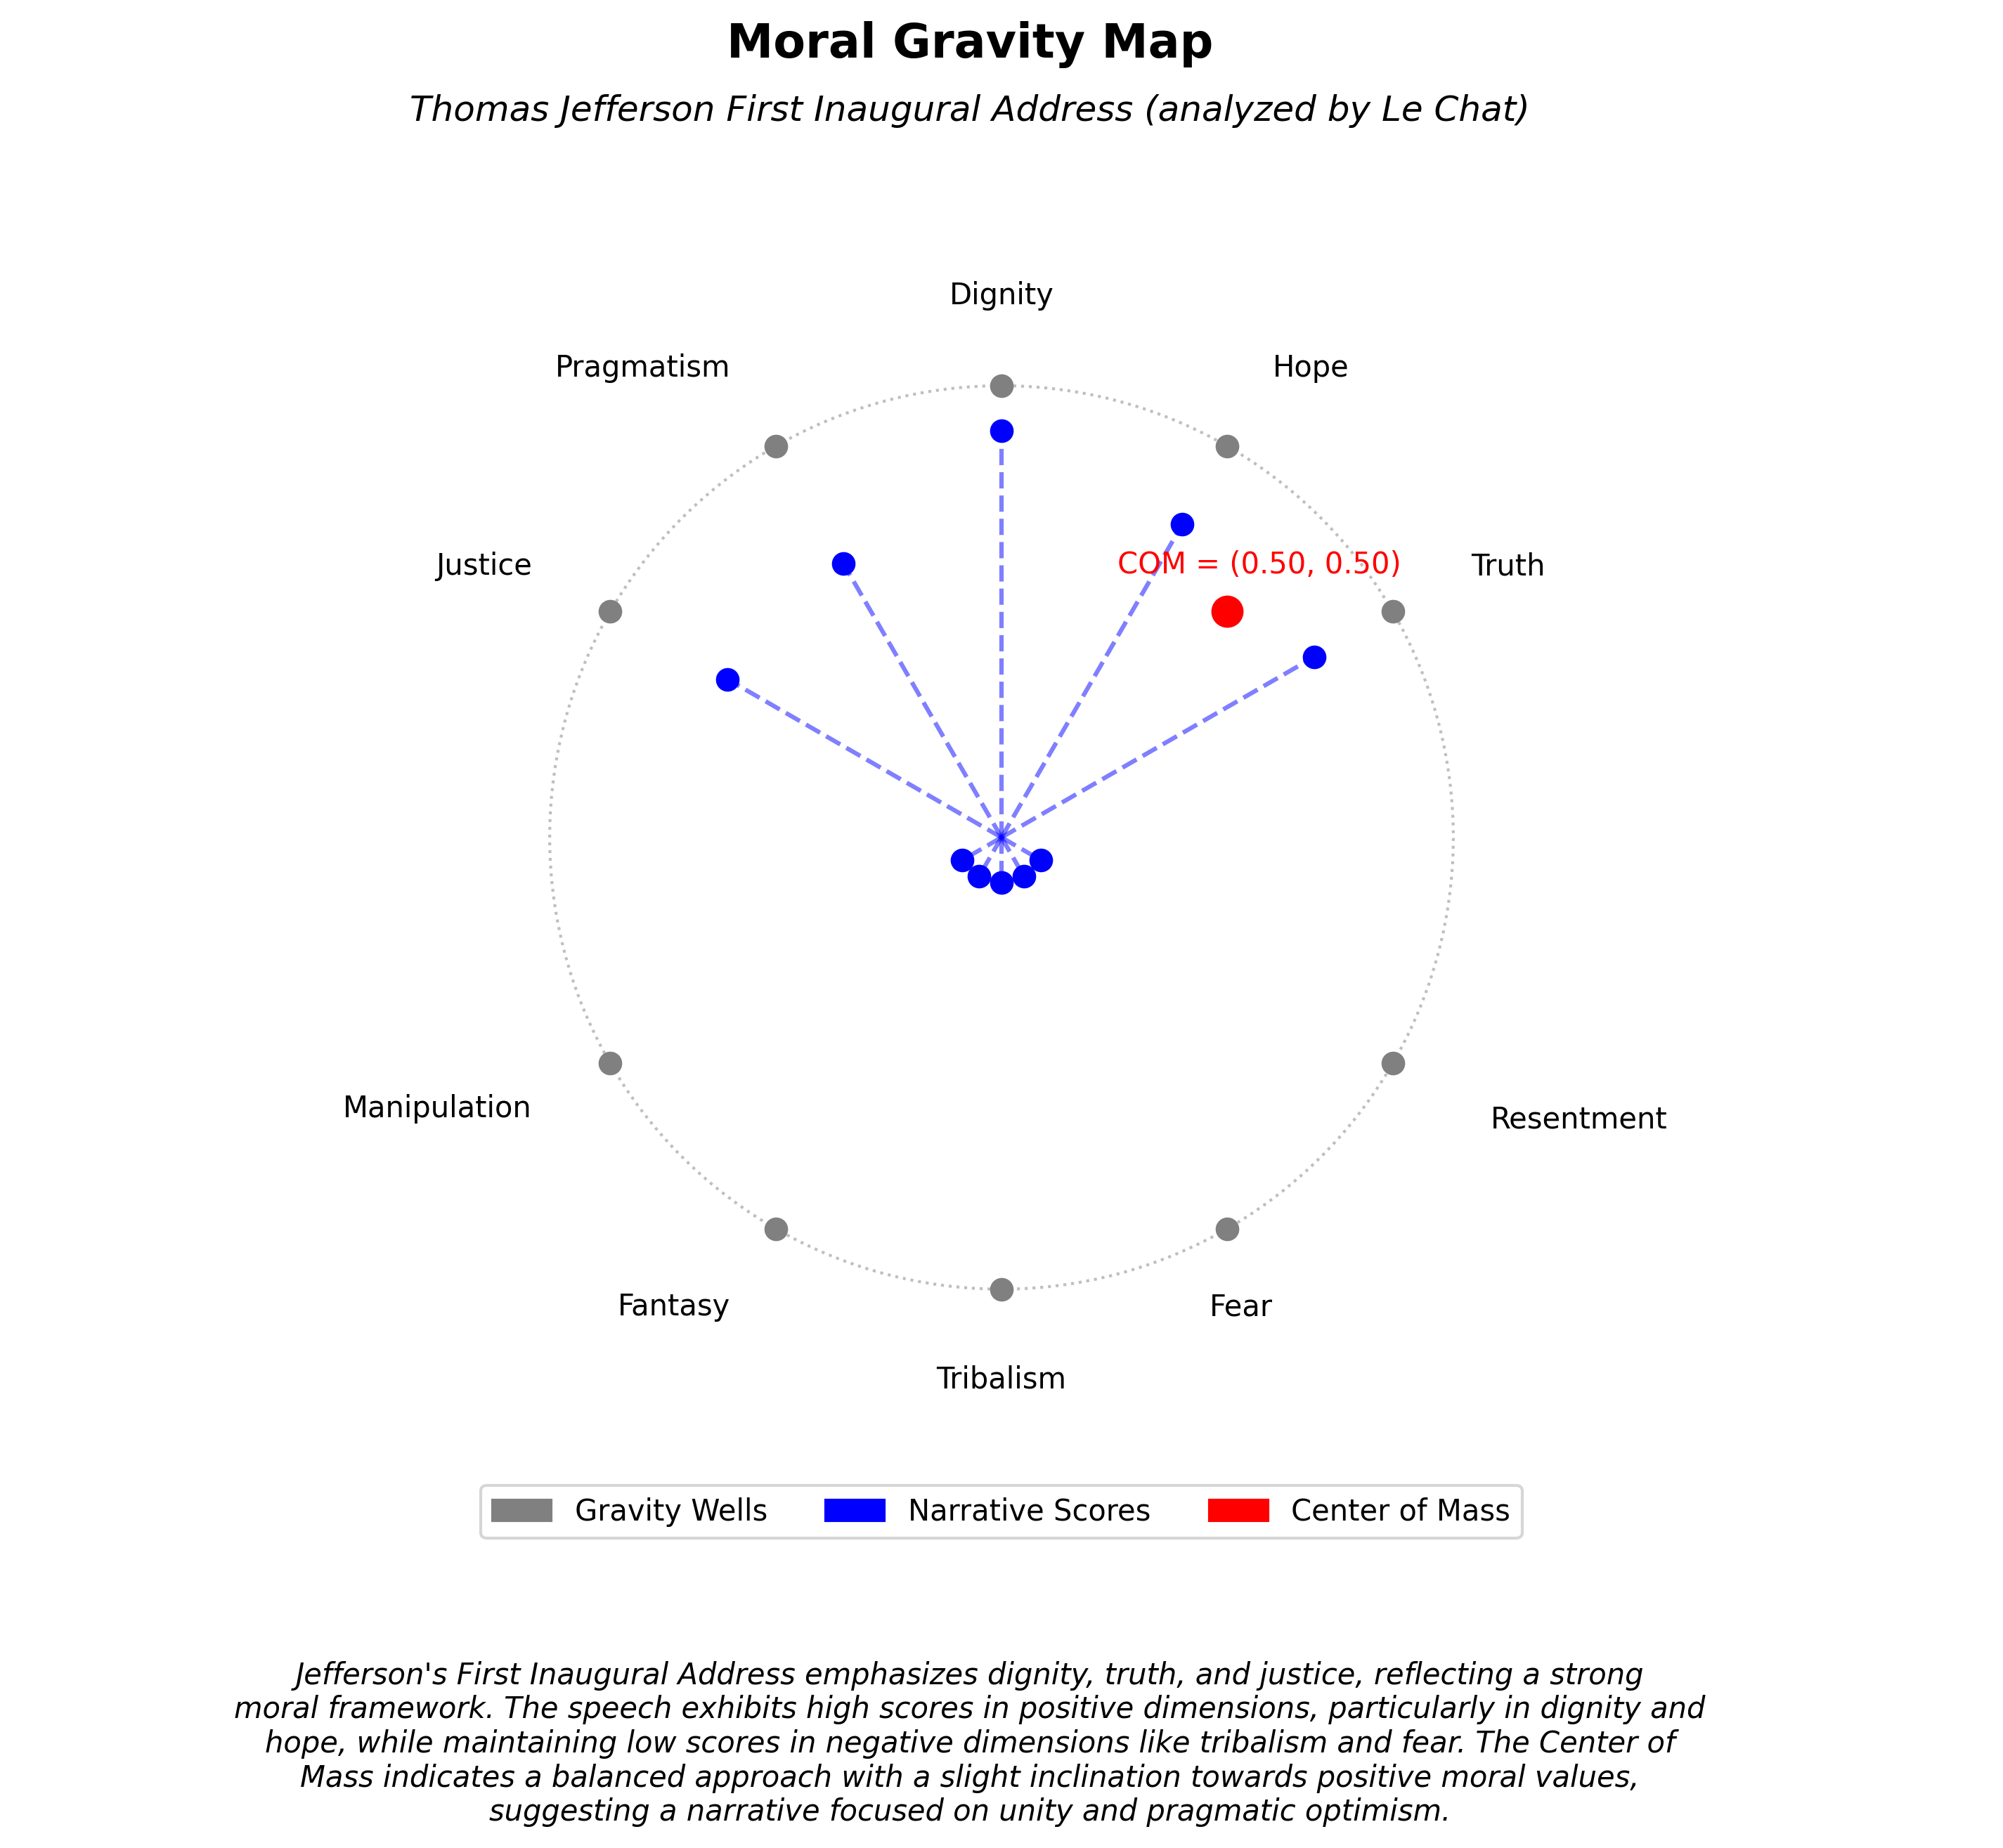 Moral Gravity Map
Thomas Jefferson First Inaugural Address (analyzed by Le Chat)
Dignity
Pragmatism
Hope
Justice
COM = (0.50, 0.50)
Truth
Manipulation
Resentment
Fantasy
Fear
Tribalism
Gravity Wells
Narrative Scores
Center of Mass
Jefferson's First Inaugural Address emphasizes dignity, truth, and justice, reflecting a strong
moral framework. The speech exhibits high scores in positive dimensions, particularly in dignity and
hope, while maintaining low scores in negative dimensions like tribalism and fear. The Center of
Mass indicates a balanced approach with a slight inclination towards positive moral values,
suggesting a narrative focused on unity and pragmatic optimism.